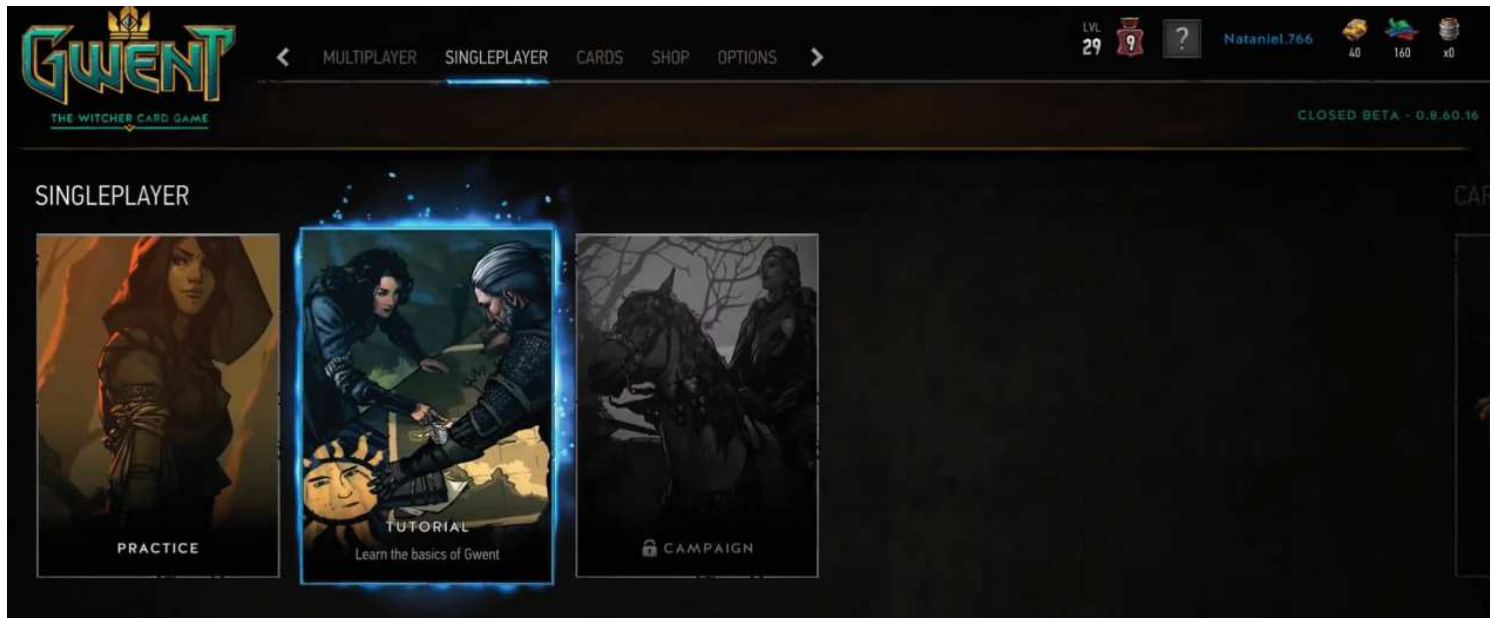 GWENT
THE WITCHER CARD GAME
MULTIPLAYER SINGLEPLAYER CARDS SHOP OPTIONS
LVL
29
9
?
Nataniel.766
40
160
x0
CLOSED BETA - 0.8.60.16
SINGLEPLAYER
CAR
PRACTICE
TUTORIAL
Learn the basics of Gwent
CAMPAIGN